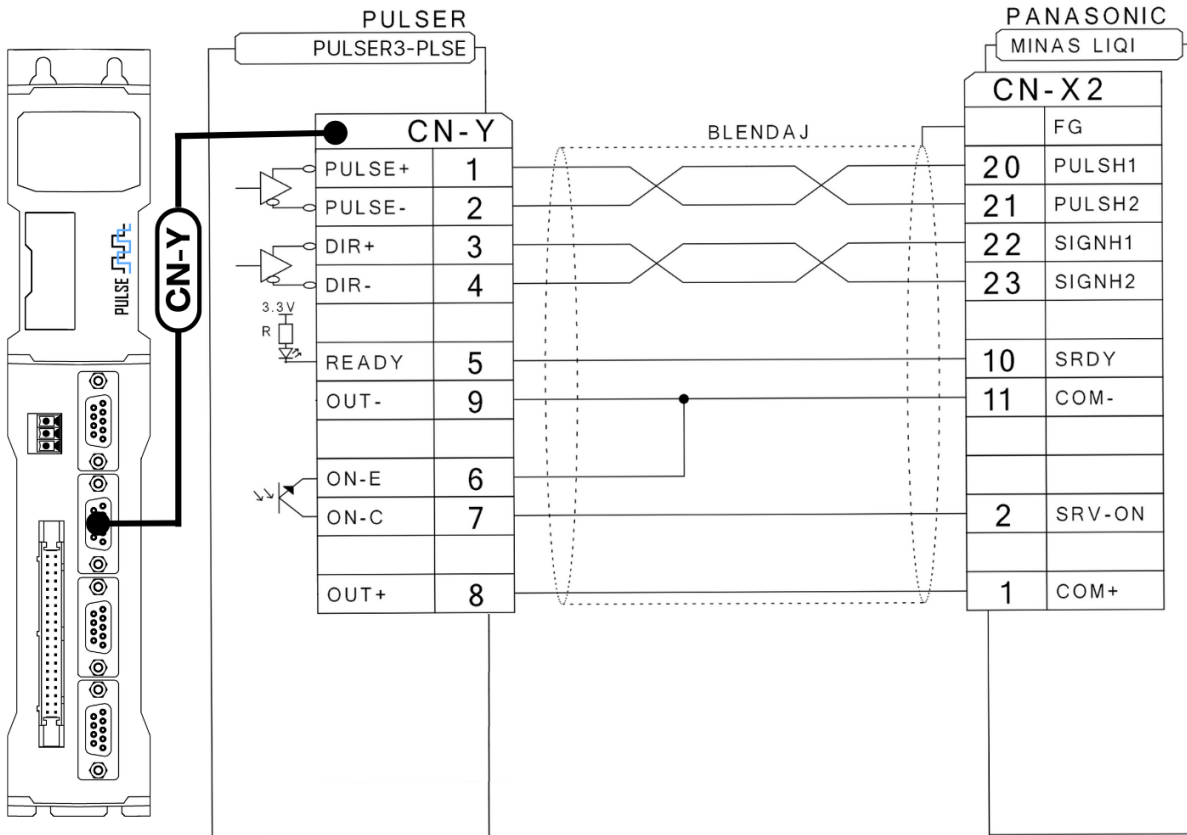 PULSER
PULSER3-PLSE
CN-Y
PULSE+ 1
PULSE- 2
DIR+ 3
DIR- 4
3.3V
R
READY 5
OUT- 9
ON-E 6
ON-C 7
OUT+ 8
BLENDAJ
PANASONIC
MINAS LIQI
CN-X2
FG
20 PULSH1
21 PULSH2
22 SIGNH1
23 SIGNH2
10 SRDY
11 COM-
2 SRV-ON
1 COM+
PULSE
CN-Y